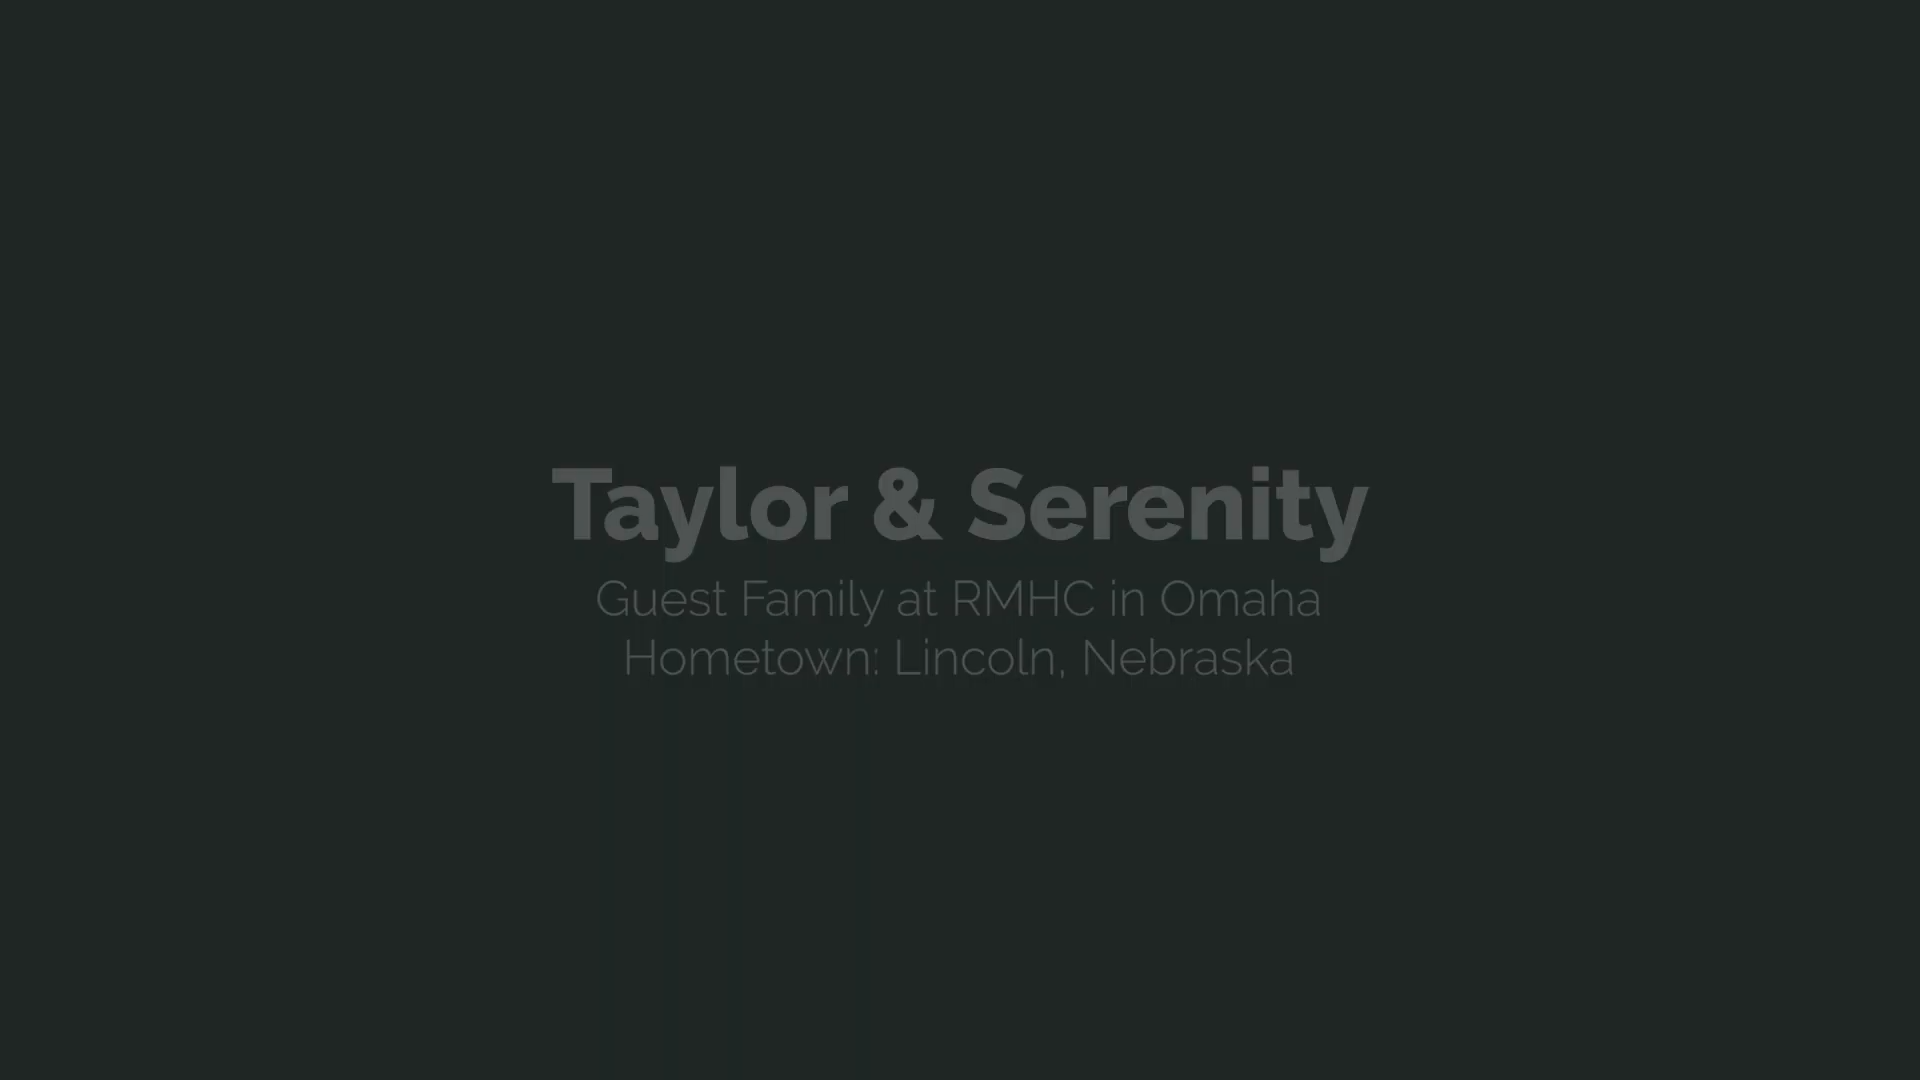 Taylor & Serenity
Guest Family at RMHC in Omaha
Hometown: Lincoln, Nebraska